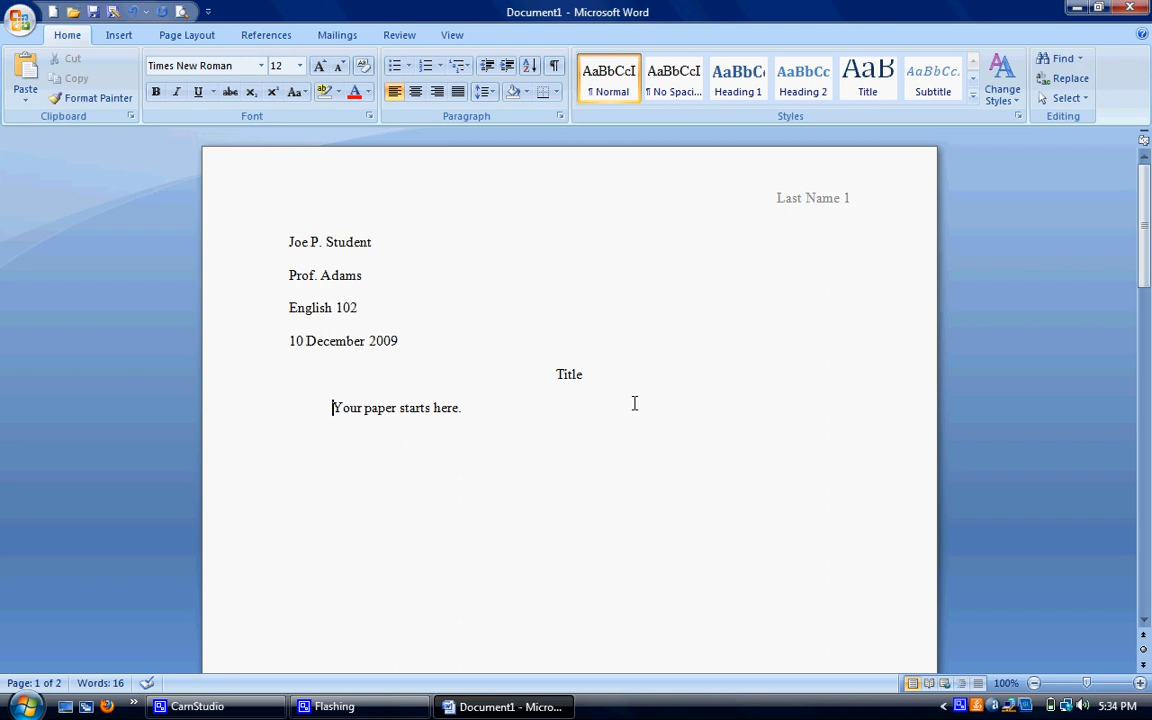 Document1 - Microsoft Word
Home Insert Page Layout References Mailings Review View
Paste
Cut
Copy
Format Painter
Clipboard
Times New Roman 12
B I U abe x₂ x² Aa
Font
Paragraph
AaBbCcI AaBbCcI AaBbC AaBbCc AaB AaBbCc.
¶ Normal ¶ No Spaci... Heading 1 Heading 2 Title Subtitle
Change Styles
Styles
Find
Replace
Select
Editing
Last Name 1
Joe P. Student
Prof. Adams
English 102
10 December 2009
Title
Your paper starts here.
Page: 1 of 2 Words: 16 100%
CamStudio Flashing Document1 - Micro... 5:34 PM